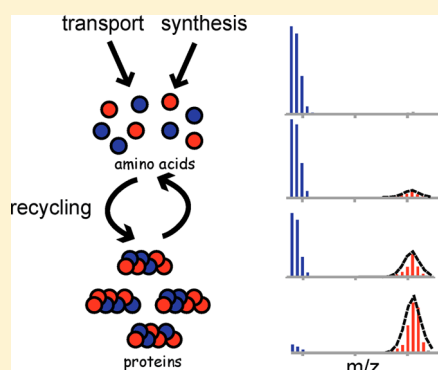 transport synthesis
amino acids
recycling
proteins
m/z